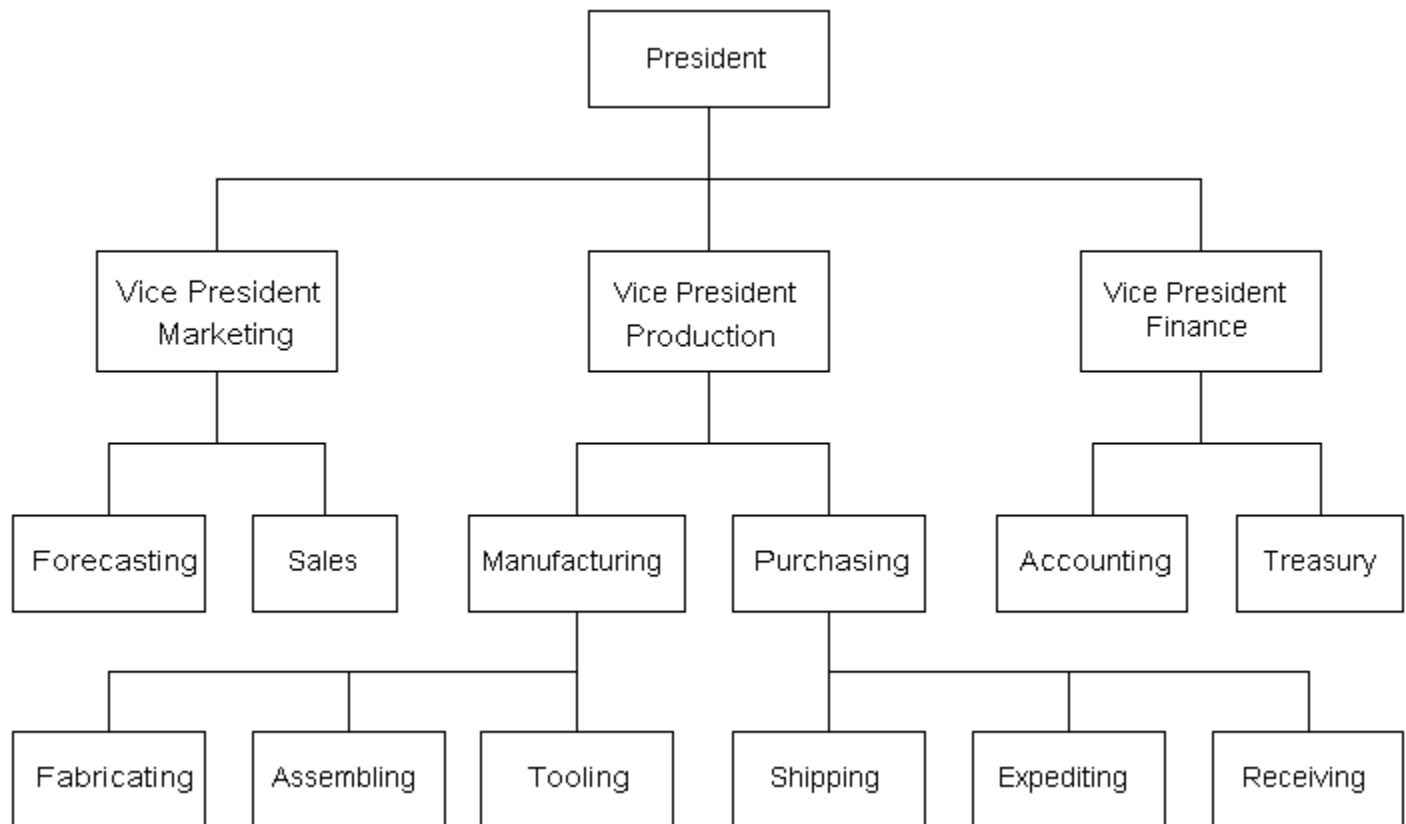 President
Vice President
Marketing
Vice President
Production
Vice President
Finance
Forecasting
Sales
Manufacturing
Purchasing
Accounting
Treasury
Fabricating
Assembling
Tooling
Shipping
Expediting
Receiving